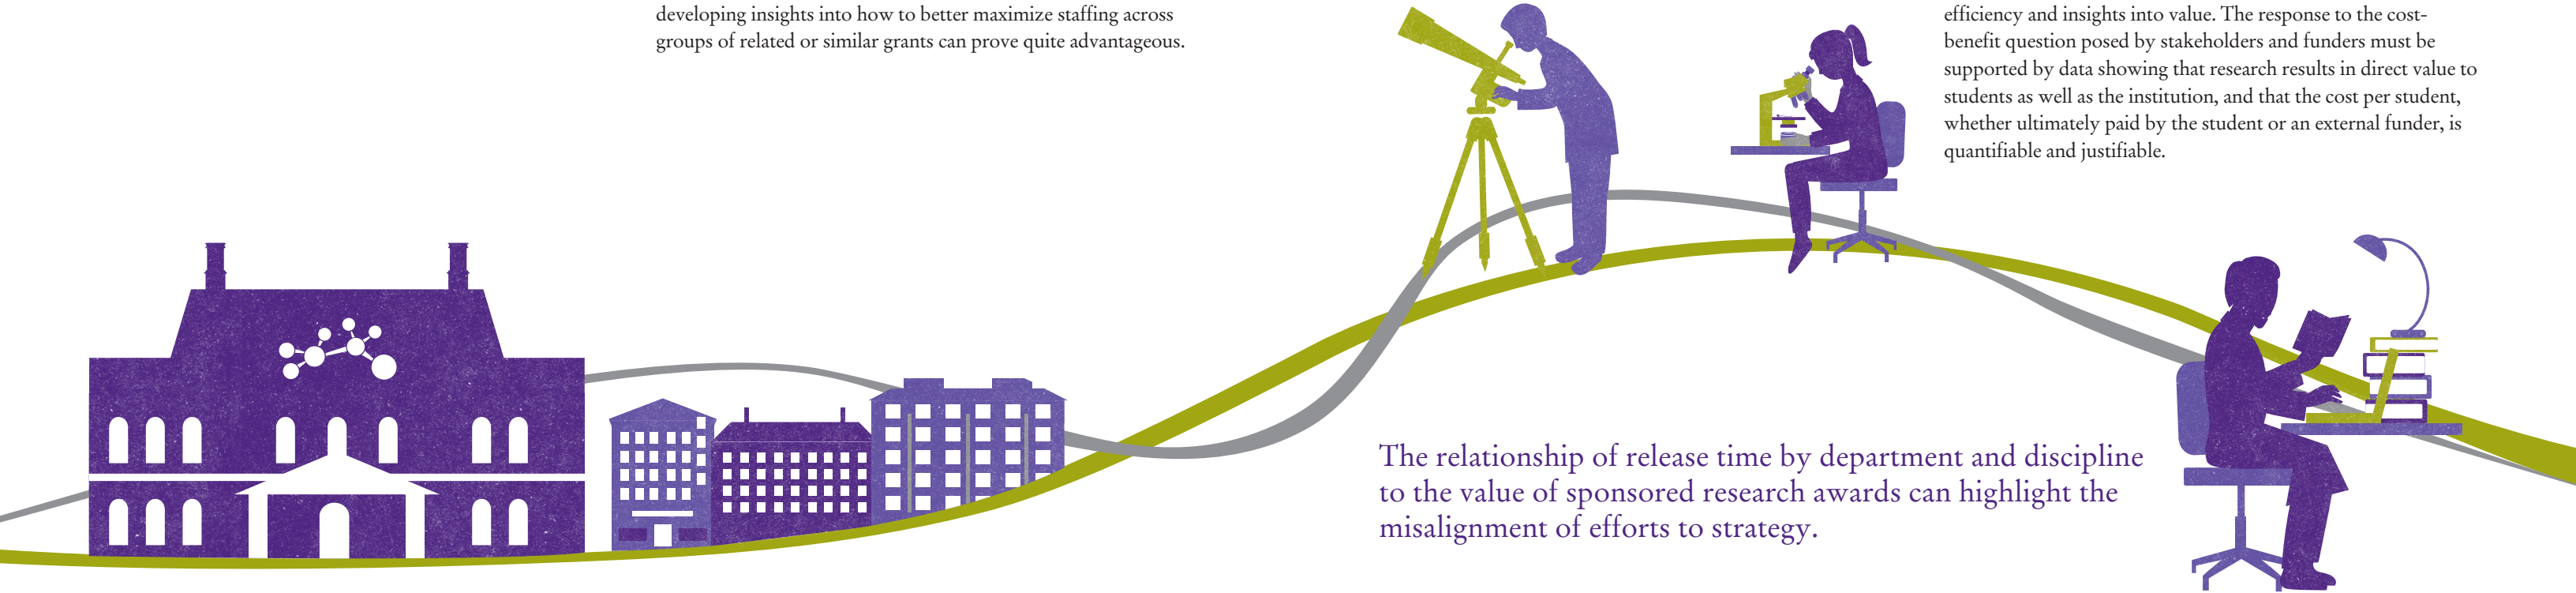 developing insights into how to better maximize staffing across
groups of related or similar grants can prove quite advantageous.
efficiency and insights into value. The response to the cost-
benefit question posed by stakeholders and funders must be
supported by data showing that research results in direct value to
students as well as the institution, and that the cost per student,
whether ultimately paid by the student or an external funder, is
quantifiable and justifiable.
The relationship of release time by department and discipline
to the value of sponsored research awards can highlight the
misalignment of efforts to strategy.